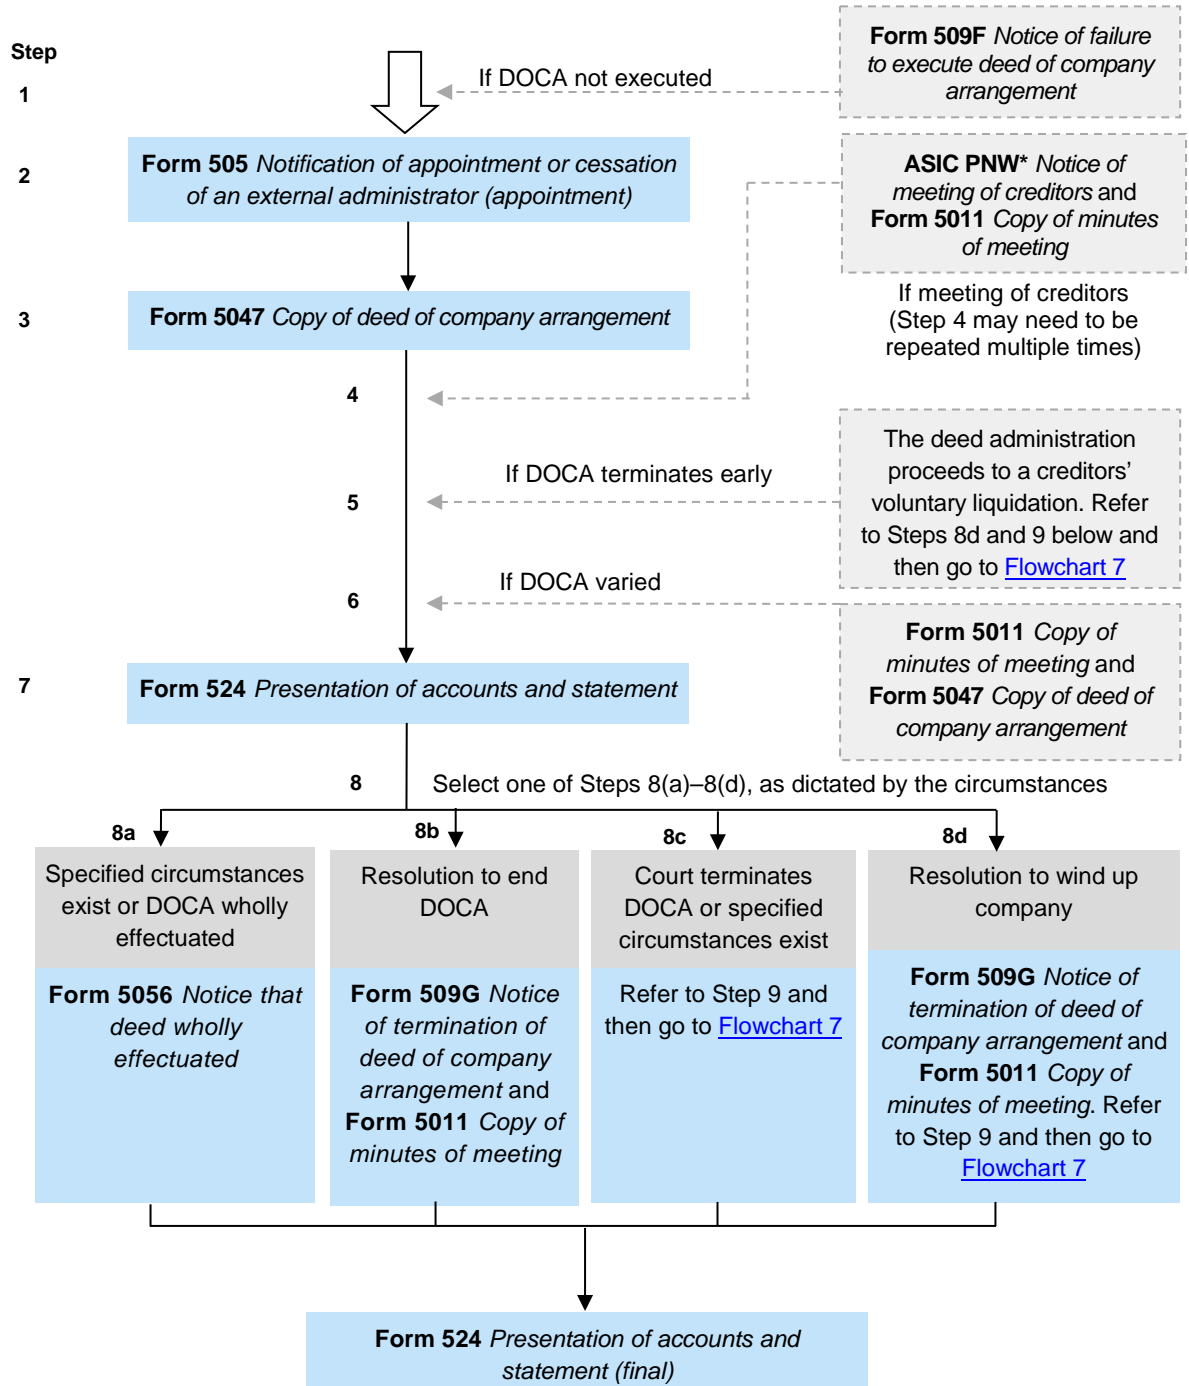 Step
1
If DOCA not executed
Form 509F Notice of failure
to execute deed of company
arrangement
2
Form 505 Notification of appointment or cessation
of an external administrator (appointment)
ASIC PNW* Notice of
meeting of creditors and
Form 5011 Copy of minutes
of meeting
If meeting of creditors
(Step 4 may need to be
repeated multiple times)
3
Form 5047 Copy of deed of company arrangement
4
5
If DOCA terminates early
The deed administration
proceeds to a creditors’
voluntary liquidation. Refer
to Steps 8d and 9 below and
then go to Flowchart 7
6
If DOCA varied
Form 5011 Copy of
minutes of meeting and
Form 5047 Copy of deed of
company arrangement
7
Form 524 Presentation of accounts and statement
8
Select one of Steps 8(a)–8(d), as dictated by the circumstances
8a
Specified circumstances
exist or DOCA wholly
effectuated
Form 5056 Notice that
deed wholly
effectuated
8b
Resolution to end
DOCA
Form 509G Notice
of termination of
deed of company
arrangement and
Form 5011 Copy of
minutes of meeting
8c
Court terminates
DOCA or specified
circumstances exist
Refer to Step 9 and
then go to Flowchart 7
8d
Resolution to wind up
company
Form 509G Notice of
termination of deed of
company arrangement and
Form 5011 Copy of
minutes of meeting. Refer
to Step 9 and then go to
Flowchart 7
Form 524 Presentation of accounts and
statement (final)